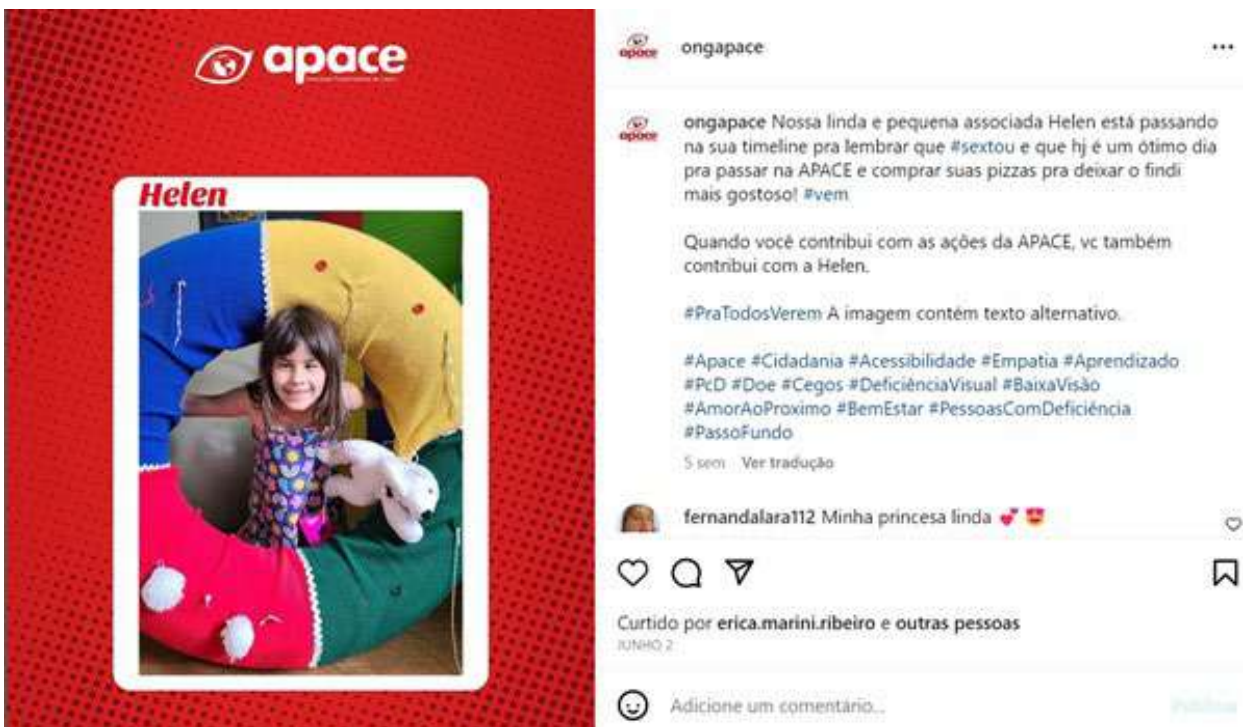 apace
Helen
apace
ongapace
apace
ongapace Nossa linda e pequena associada Helen está passando
na sua timeline pra lembrar que #sextou e que hj é um ótimo dia
pra passar na APACE e comprar suas pizzas pra deixar o findi
mais gostoso! #vem
Quando você contribui com as ações da APACE, vc também
contribui com a Helen.
#PraTodosVerem A imagem contém texto alternativo.
#Apace #Cidadania #Acessibilidade #Empatia #Aprendizado
#PcD #Doe #Cegos #DeficiênciaVisual #BaixaVisão
#AmorAoProximo #BemEstar #PessoasComDeficiência
#PassoFundo
5 sem Ver tradução
fernandalara112 Minha princesa linda 💕 😍
Curtido por erica.marini.ribeiro e outras pessoas
JUNHO 2
Adicione um comentário...
Publicar